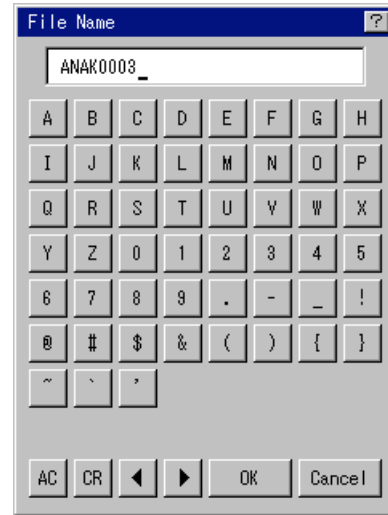 File Name ?
ANAK0003_
A B C D E F G H
I J K L M N O P
Q R S T U V W X
Y Z 0 1 2 3 4 5
6 7 8 9 . - _ !
@ # $ & ( ) { }
~ ` '
AC CR ◀ ▶ OK Cancel